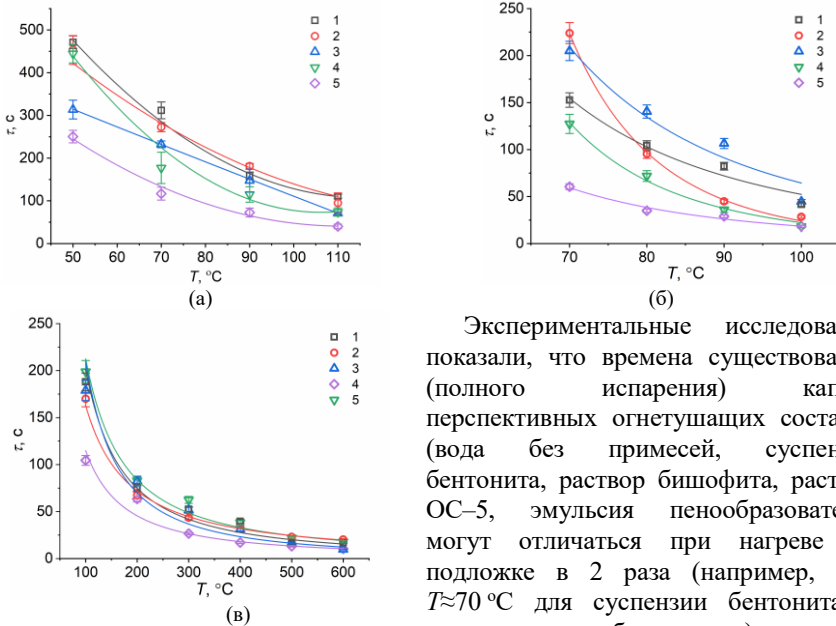 500
400
300
200
100
0
τ, с
50 60 70 80 90 100 110
T, °C
1
2
3
4
5
(а)
250
200
150
100
50
0
τ, с
70 80 90 100
T, °C
1
2
3
4
5
(б)
250
200
150
100
50
0
τ, с
100 200 300 400 500 600
T, °C
1
2
3
4
5
(в)
Экспериментальные исследова
показали, что времена существова
(полного испарения) кап
перспективных огнетушащих соста
(вода без примесей, суспен
бентонита, раствор бишофита, раст
ОС–5, эмульсия пенообразовате
могут отличаться при нагреве
подложке в 2 раза (например,
T≈70 ºС для суспензии бентонита